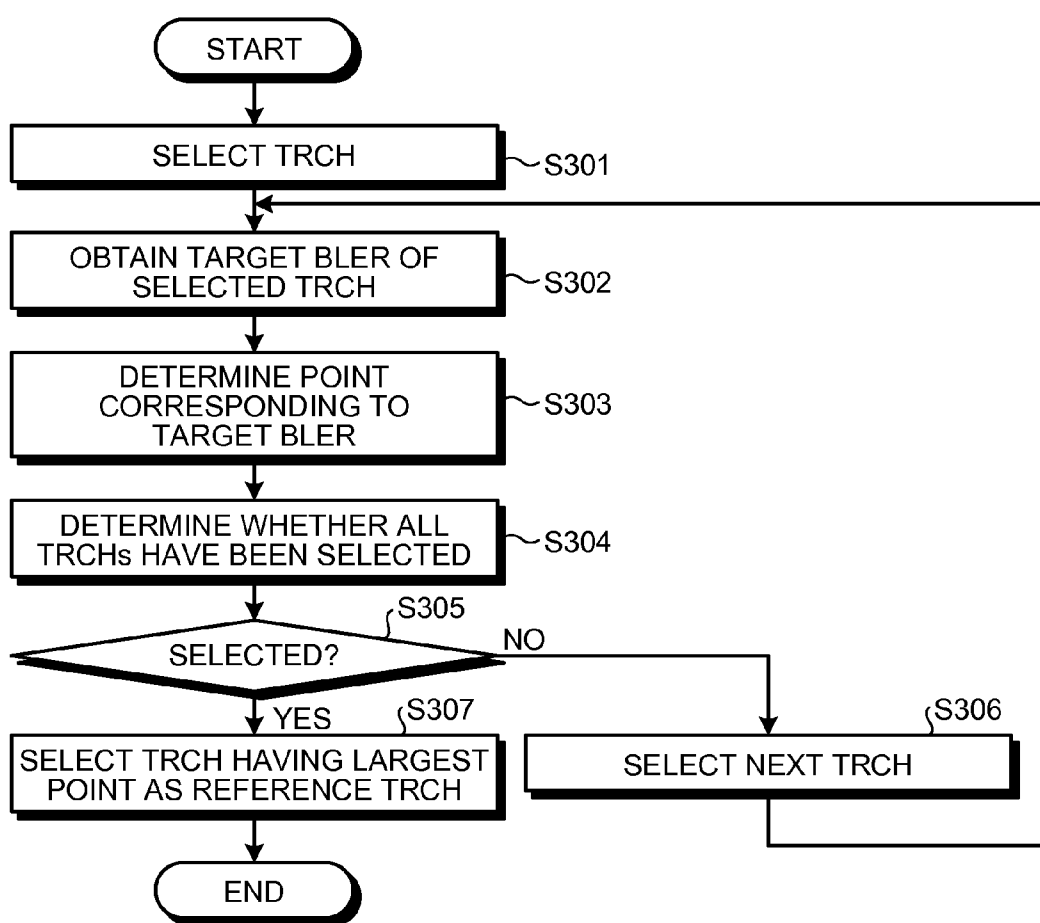 START
SELECT TRCH
S301
OBTAIN TARGET BLER OF
SELECTED TRCH
S302
DETERMINE POINT
CORRESPONDING TO
TARGET BLER
S303
DETERMINE WHETHER ALL
TRCHs HAVE BEEN SELECTED
S304
S305
SELECTED?
NO
YES
S307
SELECT TRCH HAVING LARGEST
POINT AS REFERENCE TRCH
S306
SELECT NEXT TRCH
END